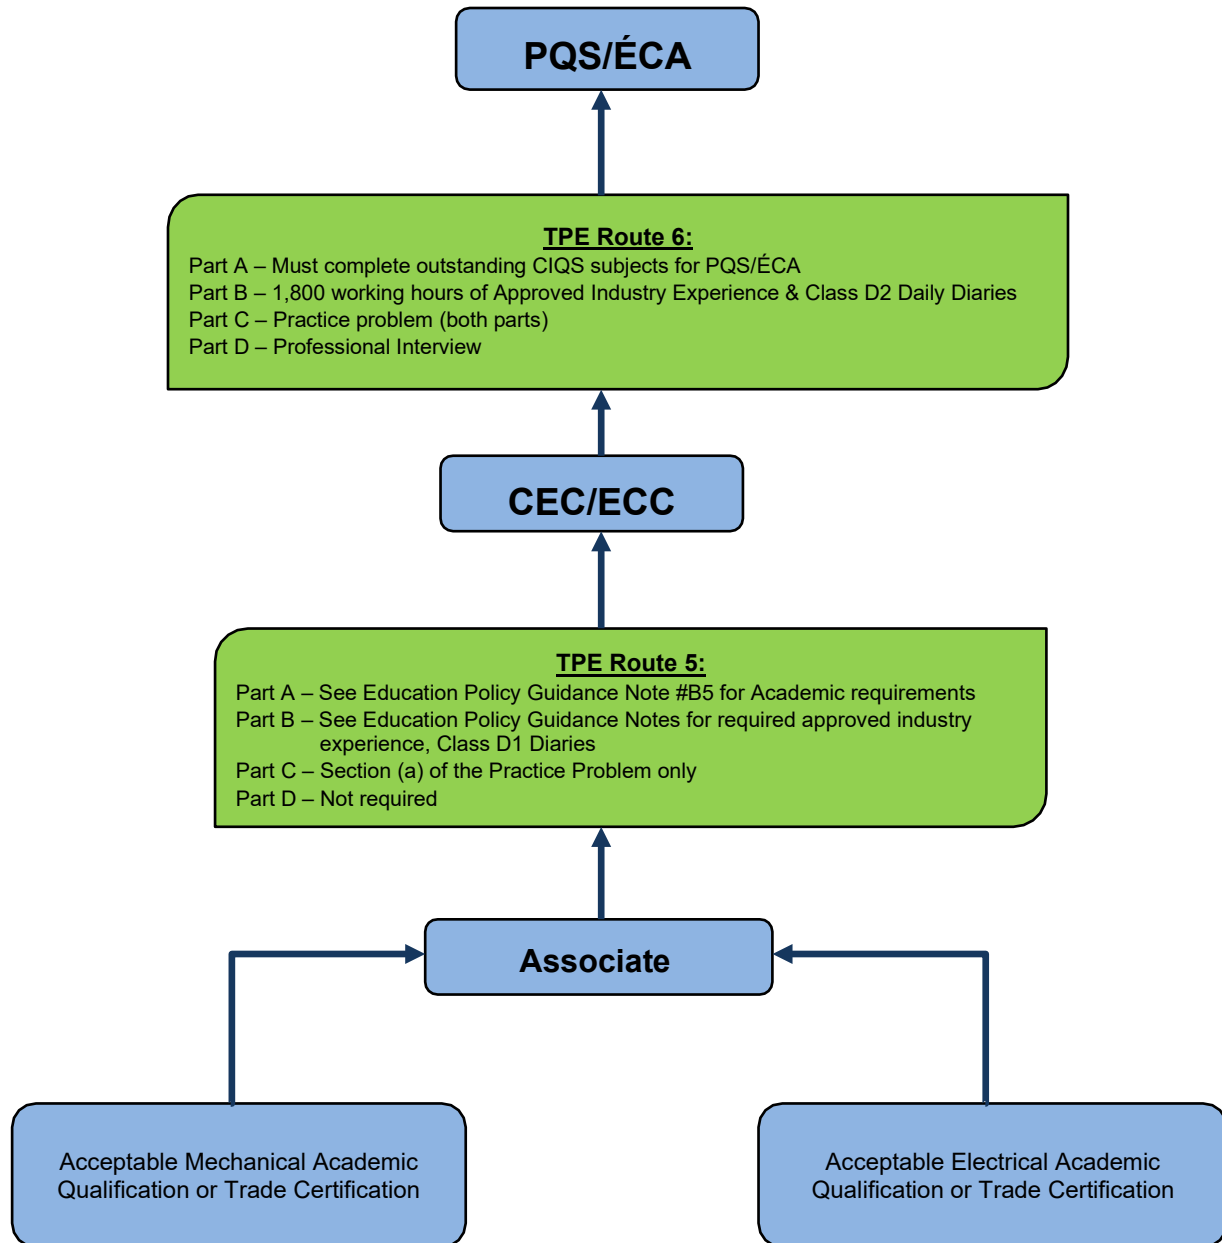 PQS/ÉCA
TPE Route 6:
Part A – Must complete outstanding CIQS subjects for PQS/ÉCA
Part B – 1,800 working hours of Approved Industry Experience & Class D2 Daily Diaries
Part C – Practice problem (both parts)
Part D – Professional Interview
CEC/ECC
TPE Route 5:
Part A – See Education Policy Guidance Note #B5 for Academic requirements
Part B – See Education Policy Guidance Notes for required approved industry
experience, Class D1 Diaries
Part C – Section (a) of the Practice Problem only
Part D – Not required
Associate
Acceptable Mechanical Academic
Qualification or Trade Certification
Acceptable Electrical Academic
Qualification or Trade Certification